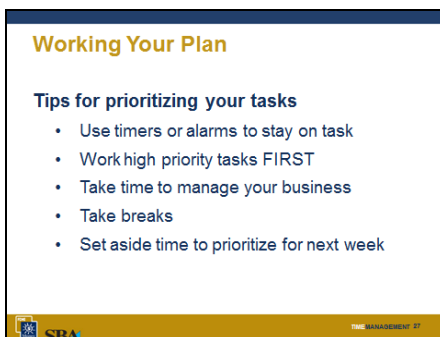 Working Your Plan
Tips for prioritizing your tasks
• Use timers or alarms to stay on task
• Work high priority tasks FIRST
• Take time to manage your business
• Take breaks
• Set aside time to prioritize for next week
SBA
TIME MANAGEMENT 27